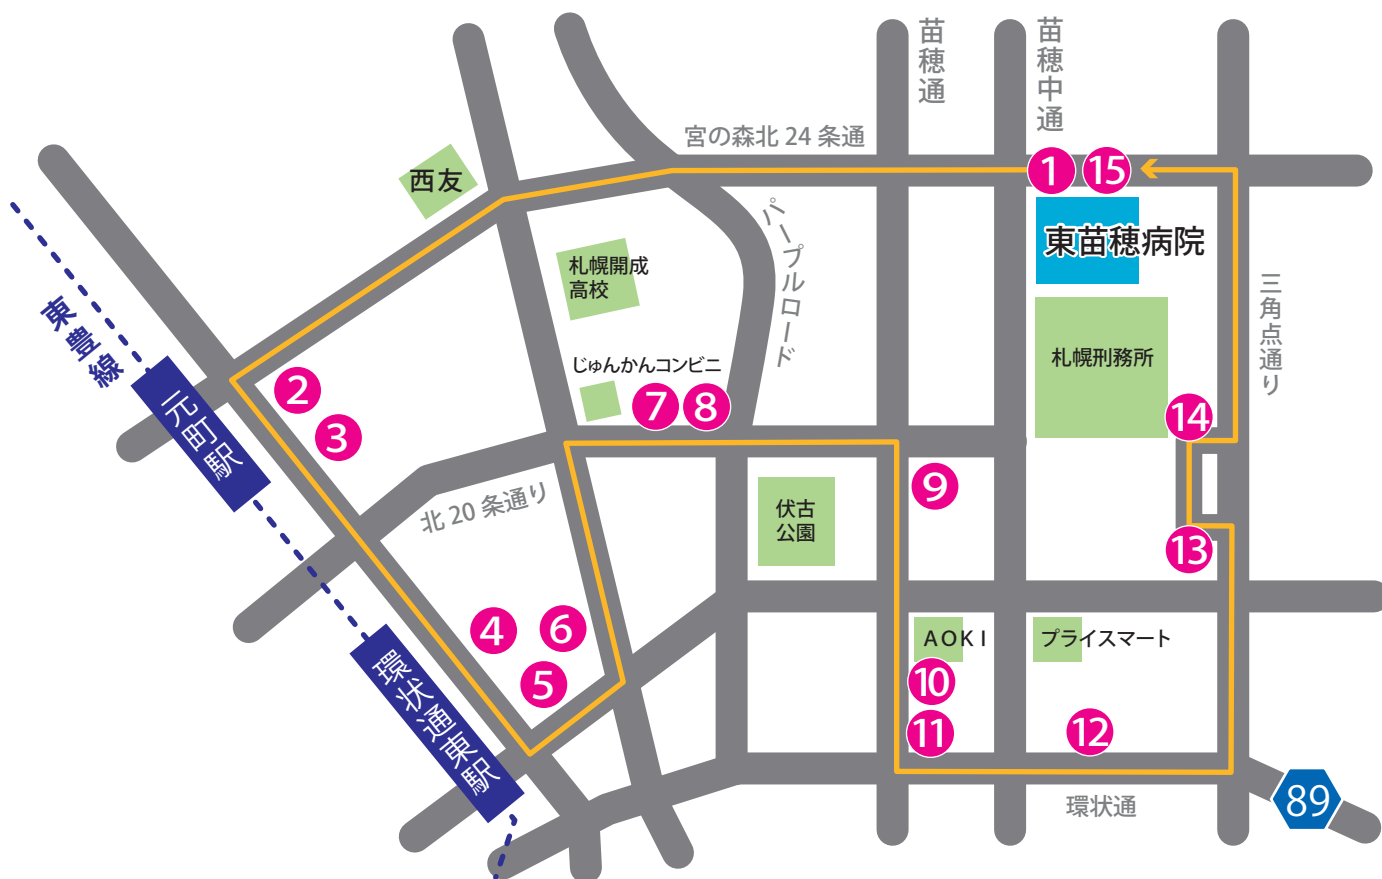 苗穂通
苗穂中通
宮の森北24条通
1
15
西友
東苗穂病院
パープルロード
札幌開成
高校
三角点通り
東豊線
札幌刑務所
じゅんかんコンビニ
2
7
8
元町駅
3
14
9
北20条通り
伏古
公園
13
4
6
AOKI
プライスマート
5
10
環状通東駅
11
12
環状通
89